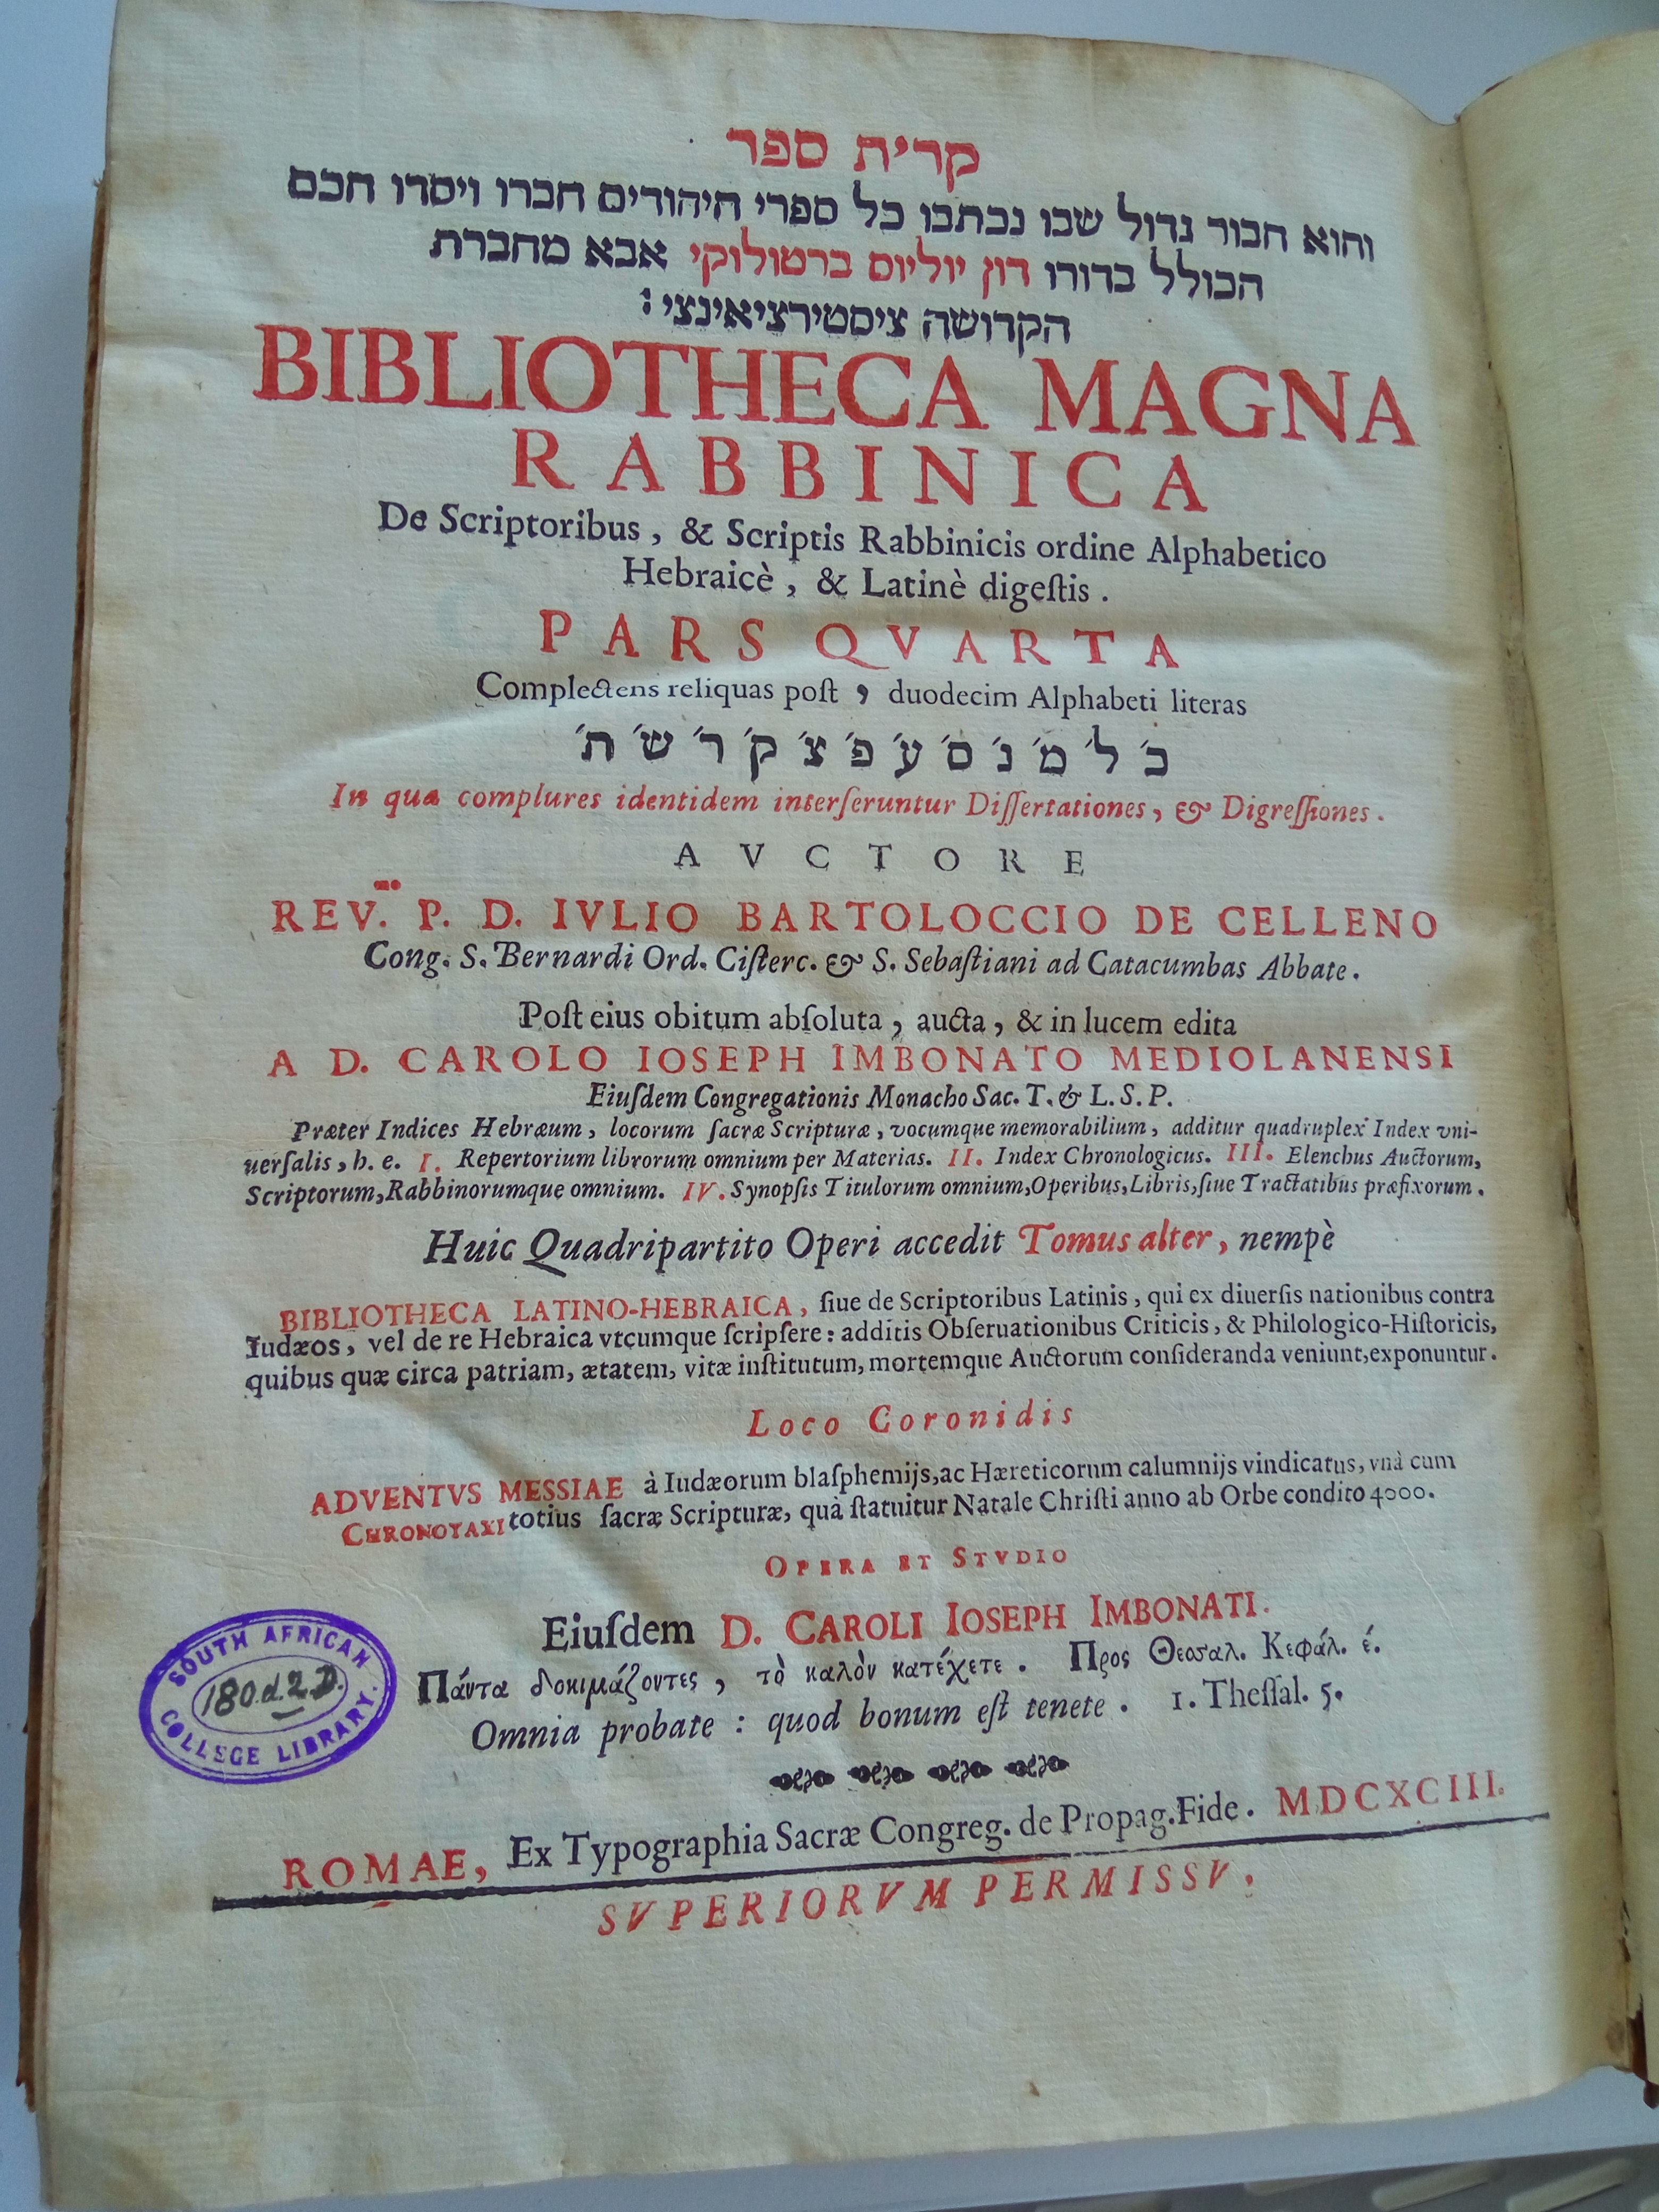 קרית ספר
והוא חבור גדול שבו נכתבו כל ספרי היהודים חברו ויסדו חכם
הכולל בדורו דון יוליוס ברטולוקי אבא מחברת
הקדושה ציסטירציאינצי :
BIBLIOTHECA MAGNA
RABBINICA
De Scriptoribus, & Scriptis Rabbinicis ordine Alphabetico
Hebraicè, & Latinè digeſtis.
PARS QVARTA
Complectens reliquas poſt י, duodecim Alphabeti literas
כ׳ ל׳ מ׳ נ׳ ס׳ ע׳ פ׳ צ׳ ק׳ ר׳ ש׳ ת׳
In qua complures identidem interſeruntur Diſſertationes, & Digreſſiones.
AVCTORE
REV.mo P. D. IVLIO BARTOLOCCIO DE CELLENO
Cong. S. Bernardi Ord. Ciſterc. & S. Sebaſtiani ad Catacumbas Abbate.
Poſt eius obitum abſoluta, aucta, & in lucem edita
A D. CAROLO IOSEPH IMBONATO MEDIOLANENSI
Eiuſdem Congregationis Monacho Sac. T. & L. S. P.
Præter Indices Hebræum, locorum ſacræ Scripturæ, vocumque memorabilium, additur quadruplex Index vni-
uerſalis, h. e. I. Repertorium librorum omnium per Materias. II. Index Chronologicus. III. Elenchus Auctorum,
Scriptorum, Rabbinorumque omnium. IV. Synopſis Titulorum omnium, Operibus, Libris, ſiue Tractatibus præfixorum.
Huic Quadripartito Operi accedit Tomus alter, nempè
BIBLIOTHECA LATINO-HEBRAICA, ſiue de Scriptoribus Latinis, qui ex diuerſis nationibus contra
Iudæos, vel de re Hebraica vtcumque ſcripſere: additis Obſeruationibus Criticis, & Philologico-Hiſtoricis,
quibus quæ circa patriam, ætatem, vitæ inſtitutum, mortemque Auctorum conſideranda veniunt, exponuntur.
Loco Coronidis
ADVENTVS MESSIAE à Iudæorum blaſphemijs, ac Hæreticorum calumnijs vindicatus, vnà cum
CHRONOTAXI totius ſacræ Scripturæ, quà ſtatuitur Natale Chriſti anno ab Orbe condito 4000.
OPERA ET STVDIO
Eiuſdem D. CAROLI IOSEPH IMBONATI.
Πάντα δοκιμάζοντες, τὸ καλὸν κατέχετε. Προς Θεσσαλ. Κεφάλ. έ.
Omnia probate : quod bonum eſt tenete. 1. Theſſal. 5.
SOUTH AFRICAN
180.d.2.D.
COLLEGE LIBRARY.
ROMAE, Ex Typographia Sacræ Congreg. de Propag. Fide. MDCXCIII.
SVPERIORVM PERMISSV.